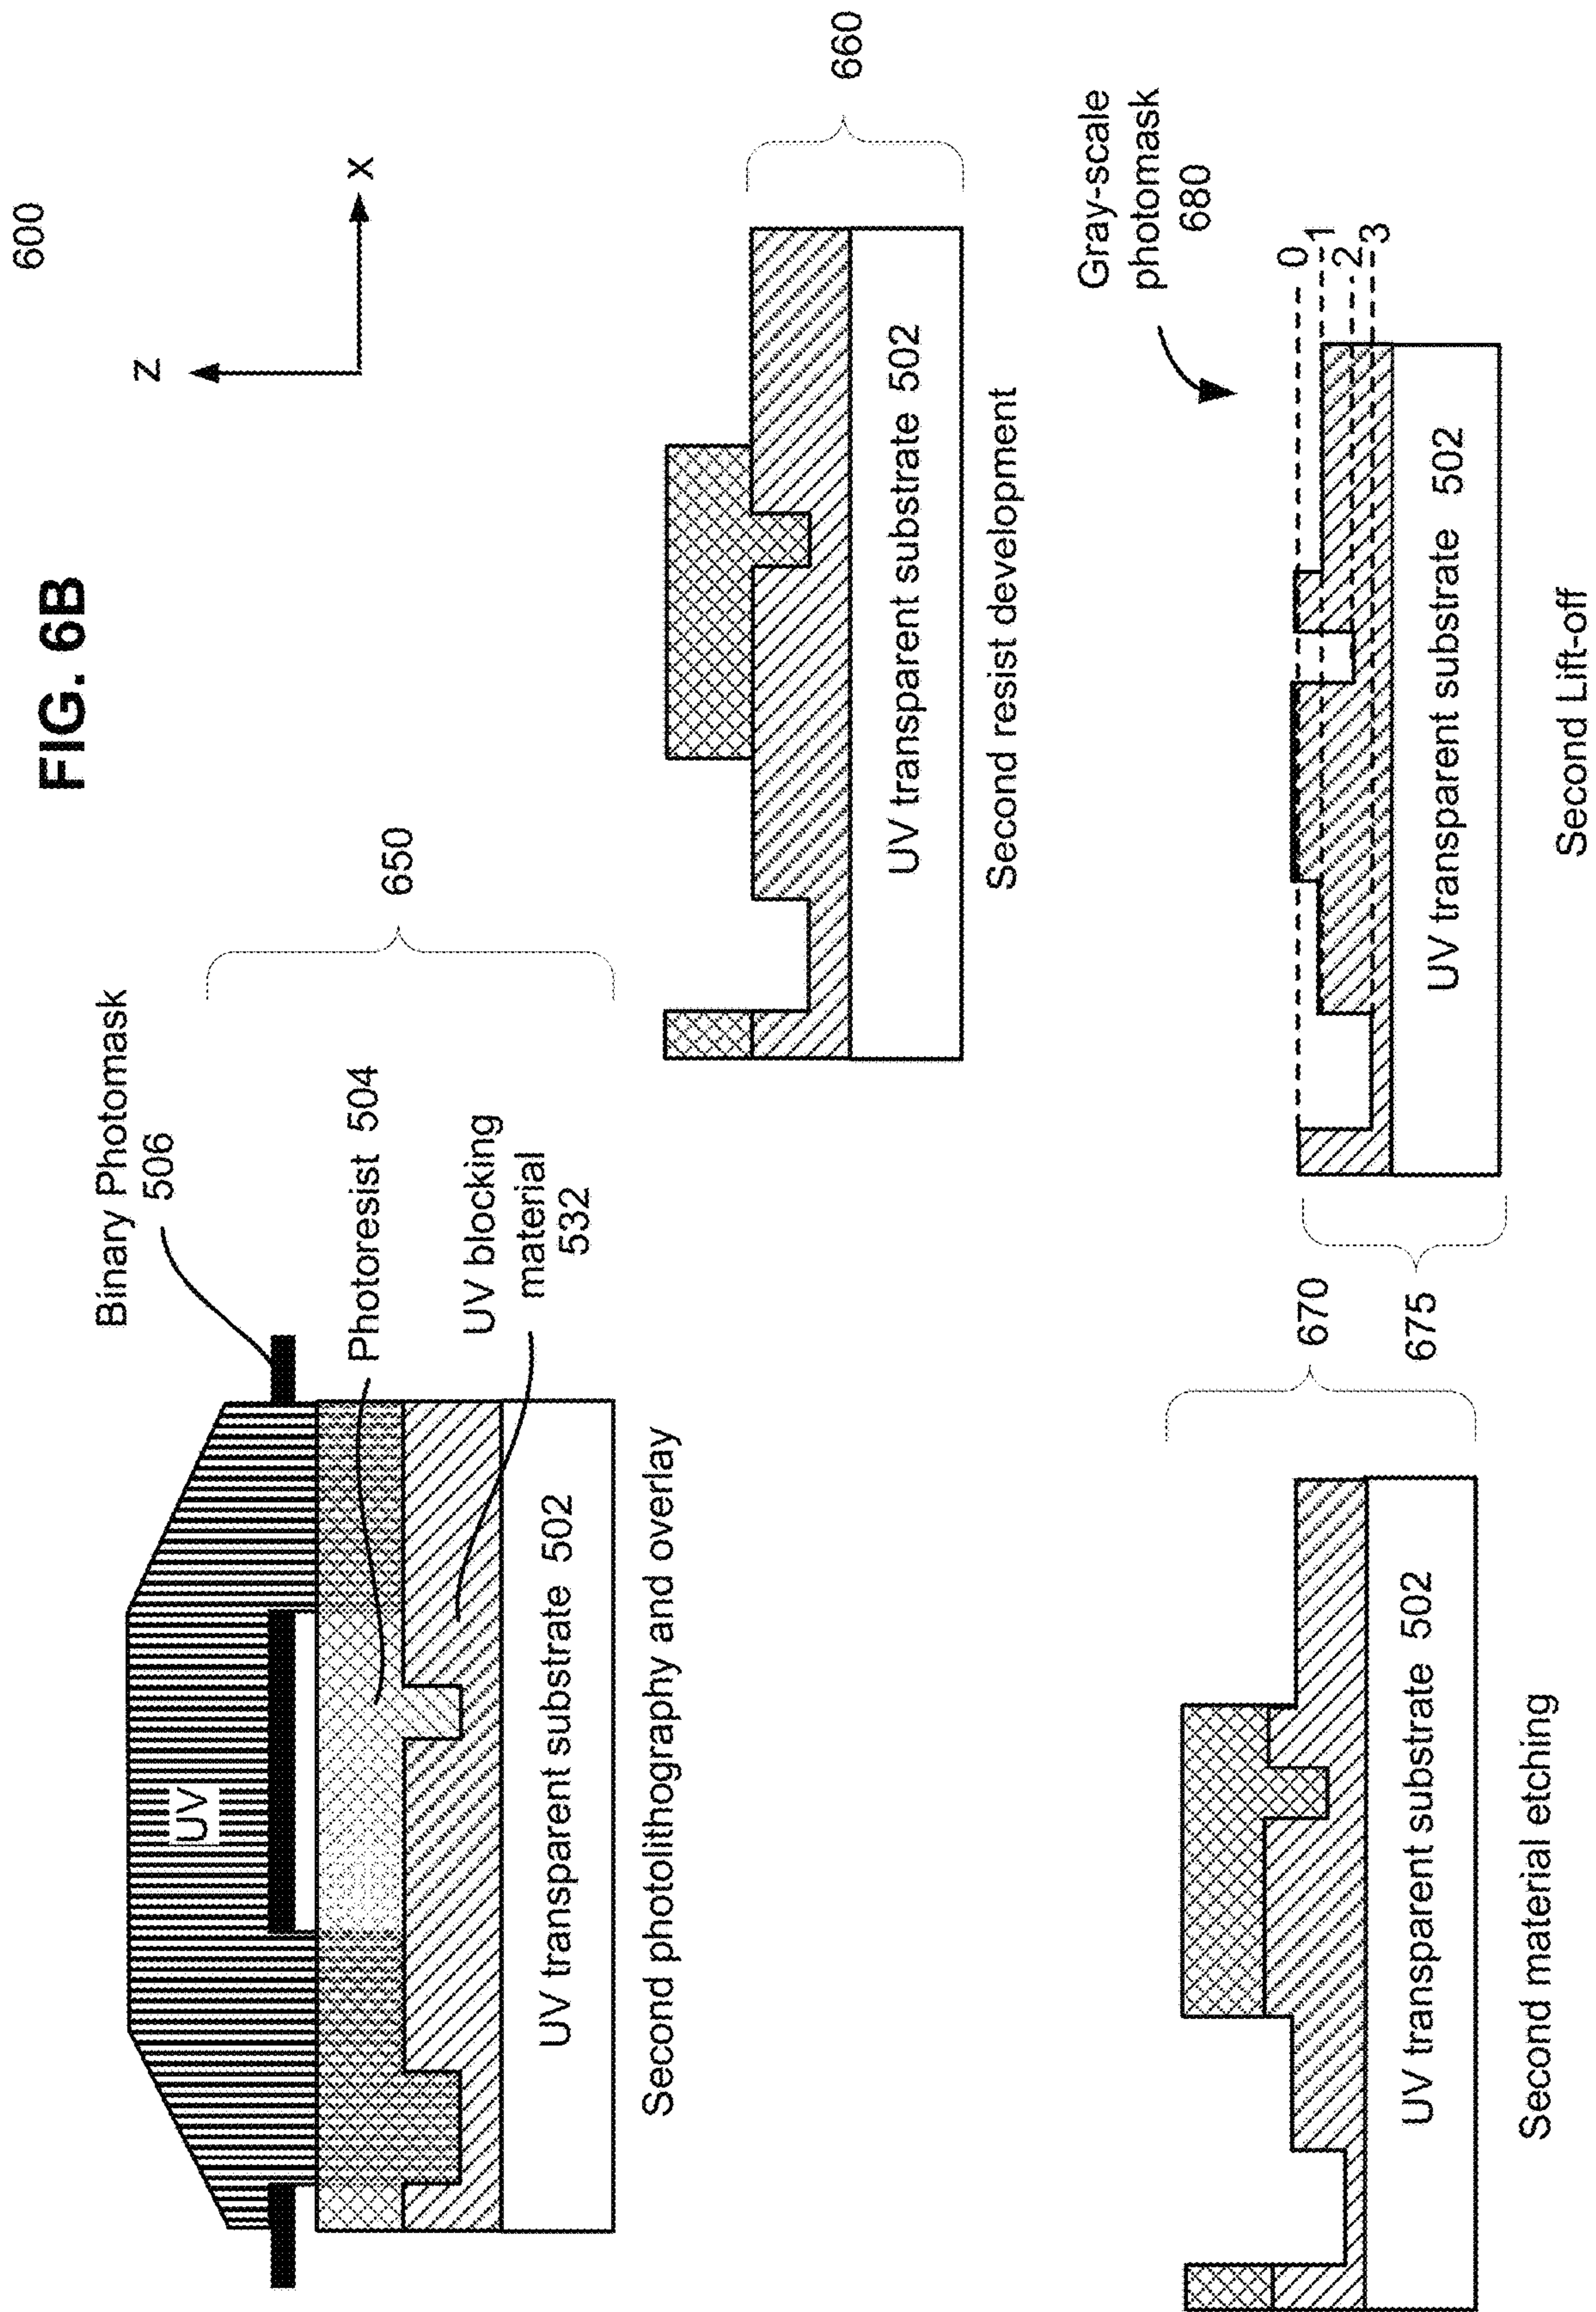 FIG. 6B
600
Z
X
Binary Photomask
506
UV
Photoresist 504
UV blocking
material
532
UV transparent substrate 502
650
Second photolithography and overlay
UV transparent substrate 502
660
Second resist development
UV transparent substrate 502
670
Second material etching
Gray-scale
photomask
680
0
1
2
3
UV transparent substrate 502
675
Second Lift-off